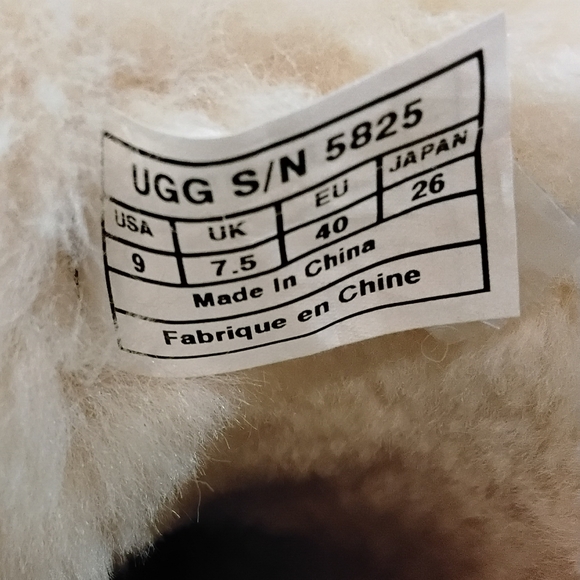 UGG S/N 5825
USA UK EU JAPAN
9 7.5 40 26
Made In China
Fabrique en Chine